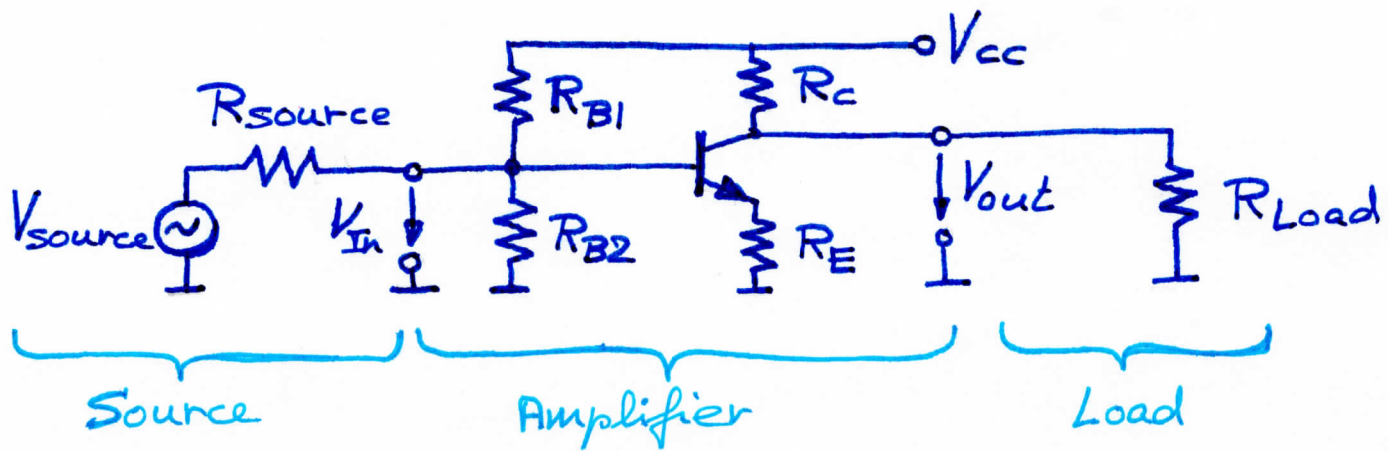 Vcc
RB1
Rc
Rsource
Vsource
VIn
RB2
RE
Vout
RLoad
Source
Amplifier
Load